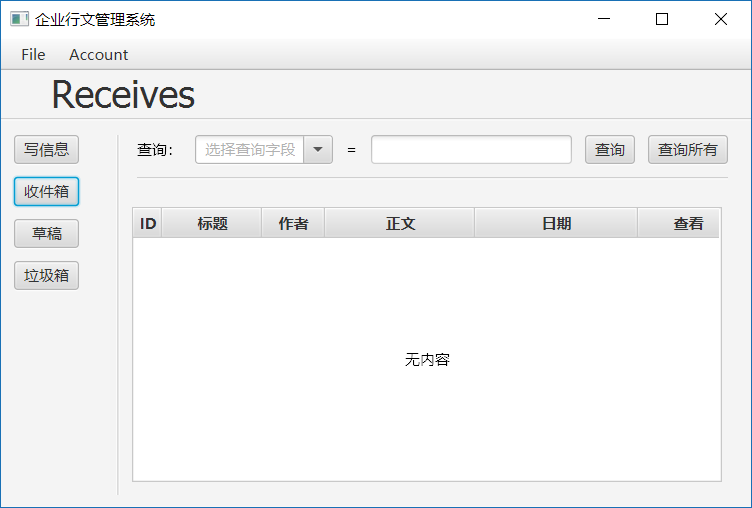 企业行文管理系统
File Account
Receives
写信息
收件箱
草稿
垃圾箱
查询： 选择查询字段 = 查询 查询所有
ID 标题 作者 正文 日期 查看
无内容